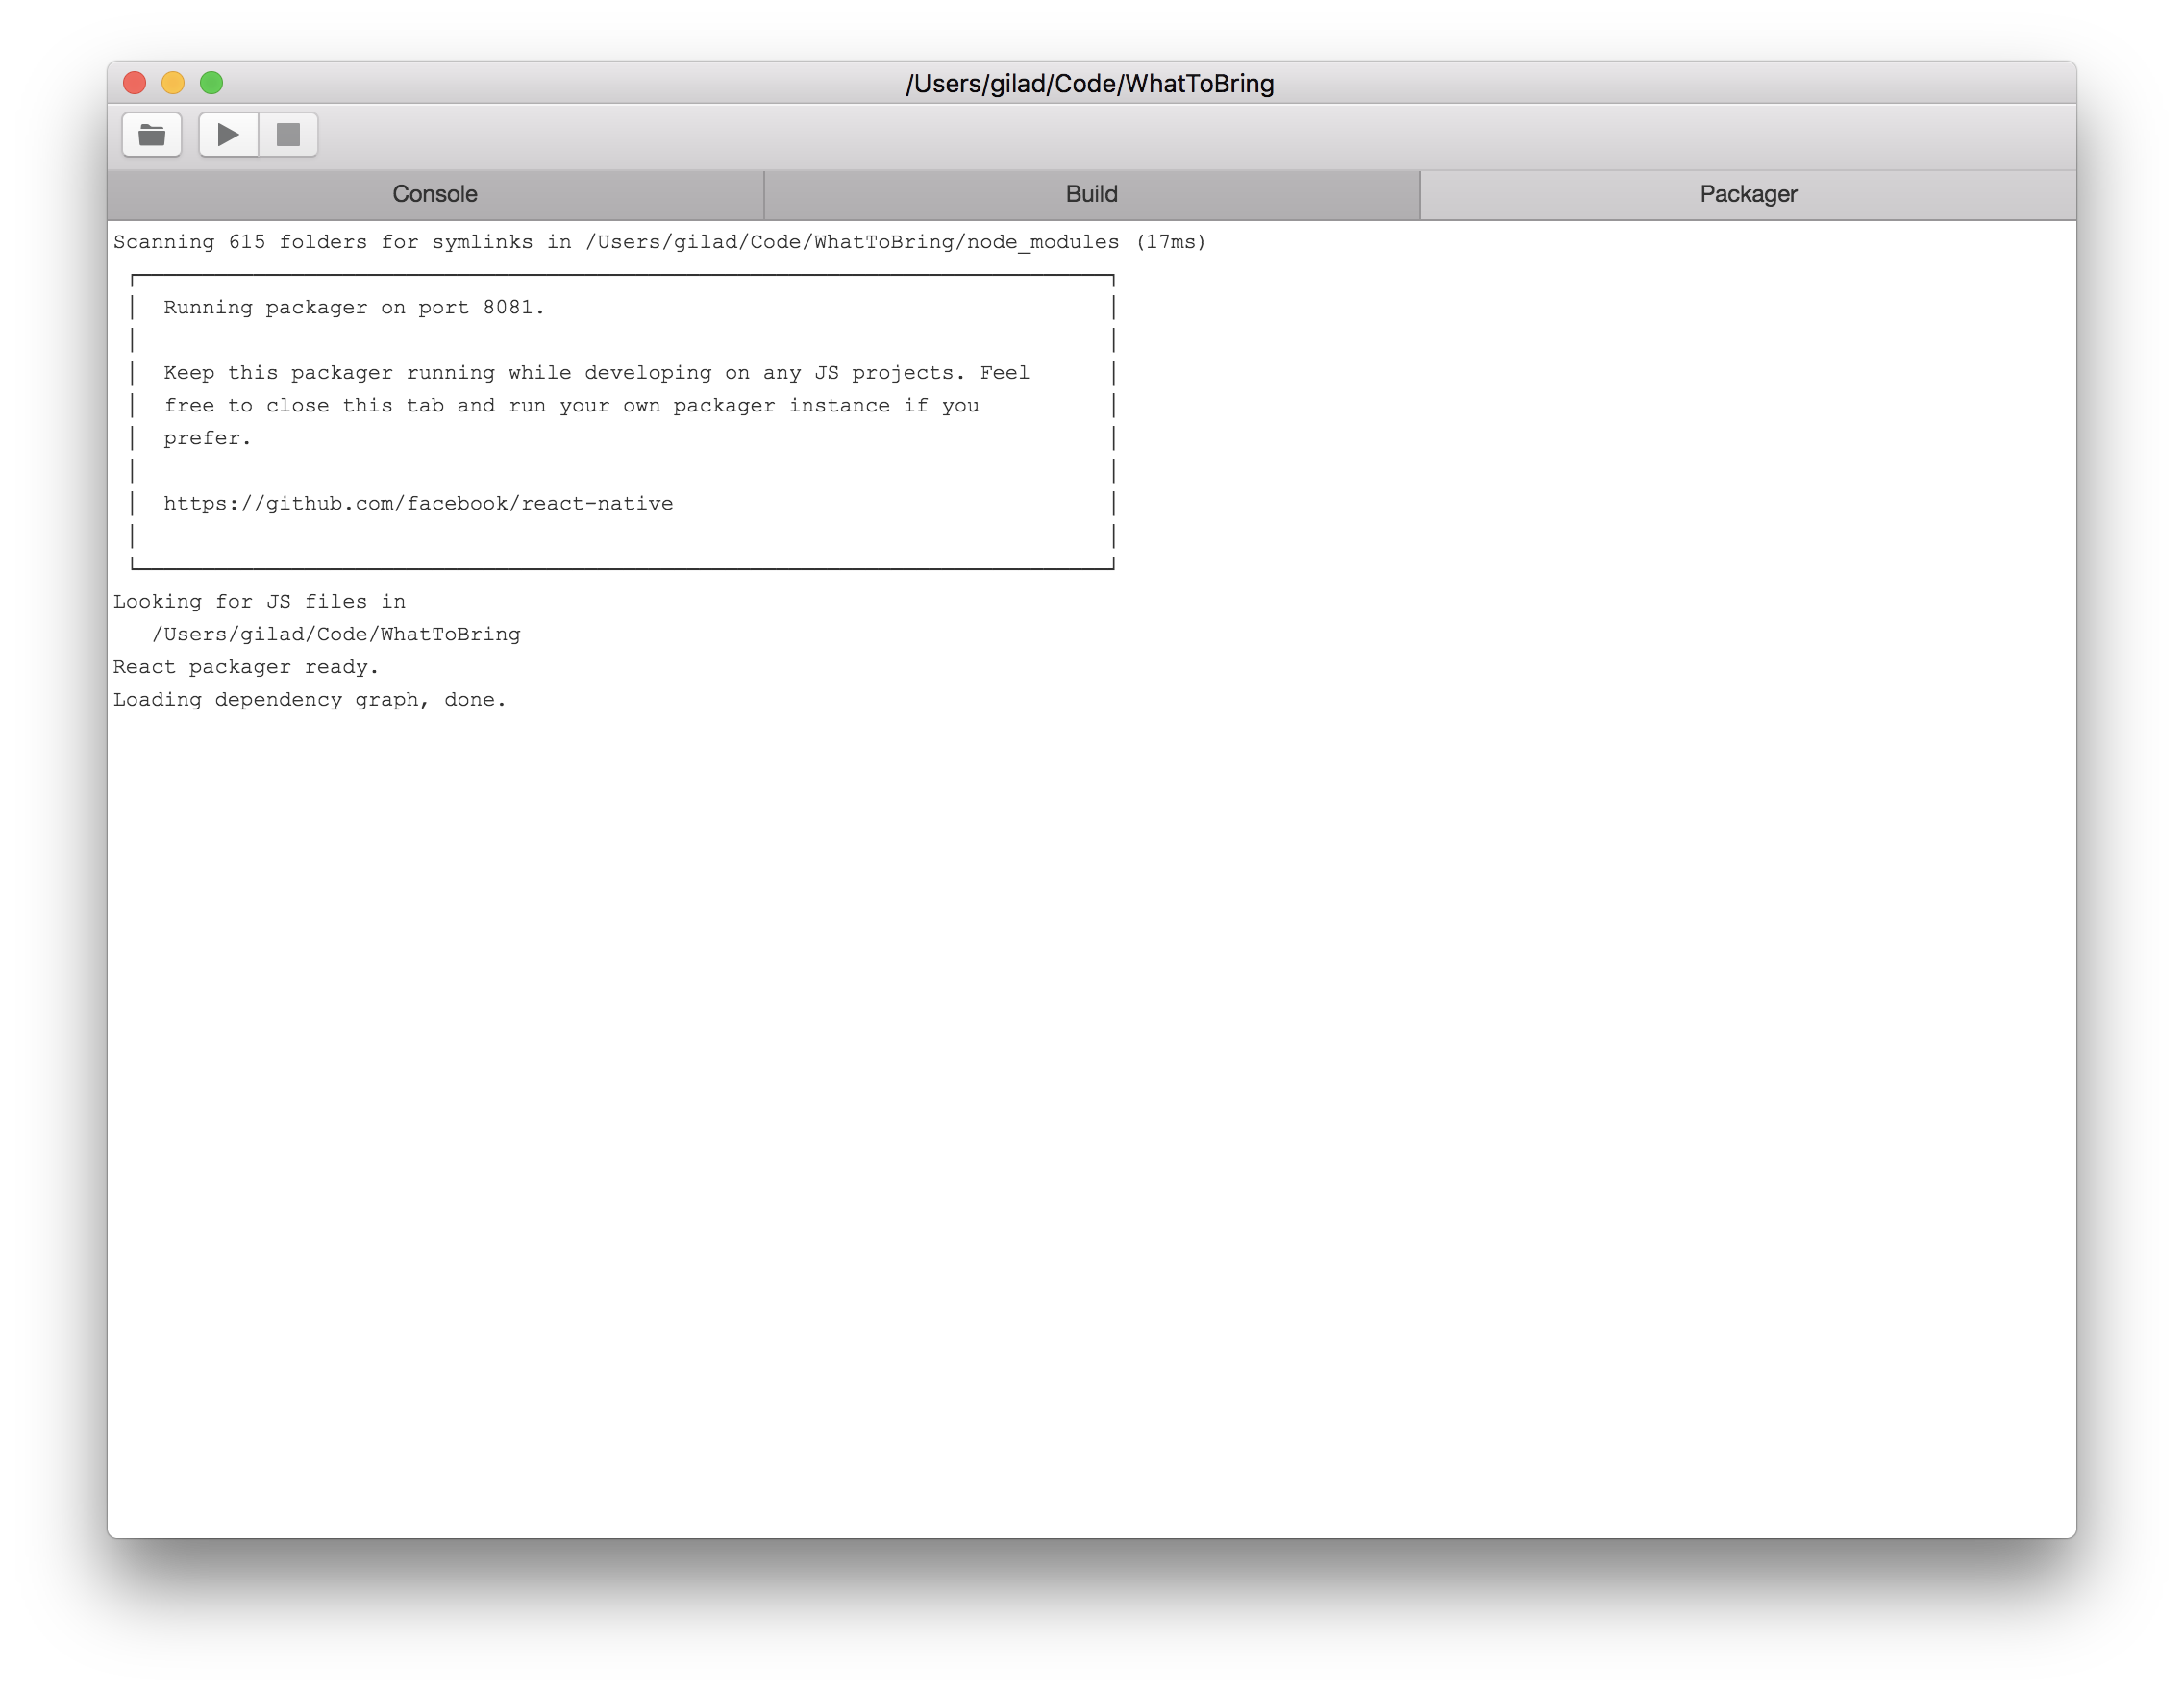 /Users/gilad/Code/WhatToBring
Console Build Packager
Scanning 615 folders for symlinks in /Users/gilad/Code/WhatToBring/node_modules (17ms)
Running packager on port 8081.
Keep this packager running while developing on any JS projects. Feel
free to close this tab and run your own packager instance if you
prefer.
https://github.com/facebook/react-native
Looking for JS files in
/Users/gilad/Code/WhatToBring
React packager ready.
Loading dependency graph, done.